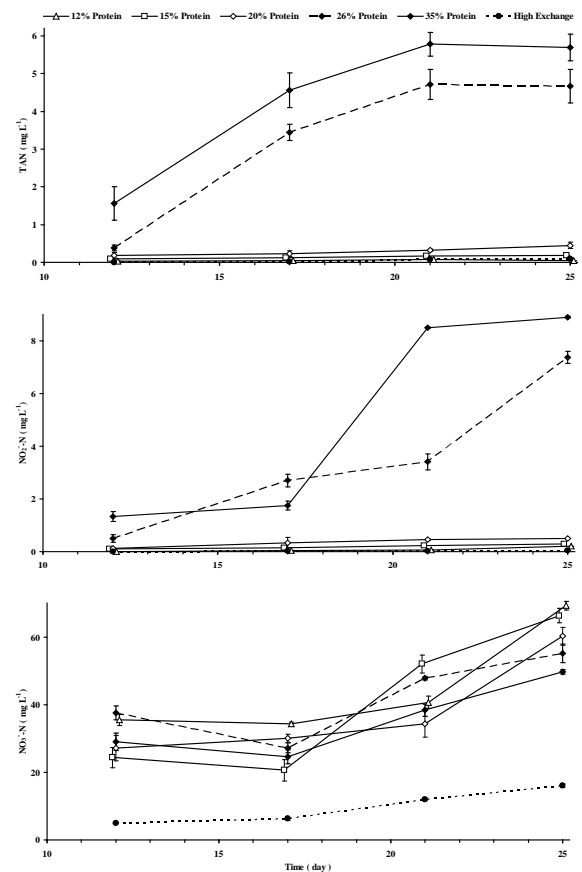 12% Protein 15% Protein 20% Protein 26% Protein 35% Protein High Exchange
6
5
4
3
2
1
0
TAN ( mg L⁻¹)
10 15 20 25
8
6
4
2
0
NO₂⁻-N ( mg L⁻¹)
10 15 20 25
60
40
20
0
NO₃⁻-N ( mg L⁻¹)
10 15 20 25
Time ( day )